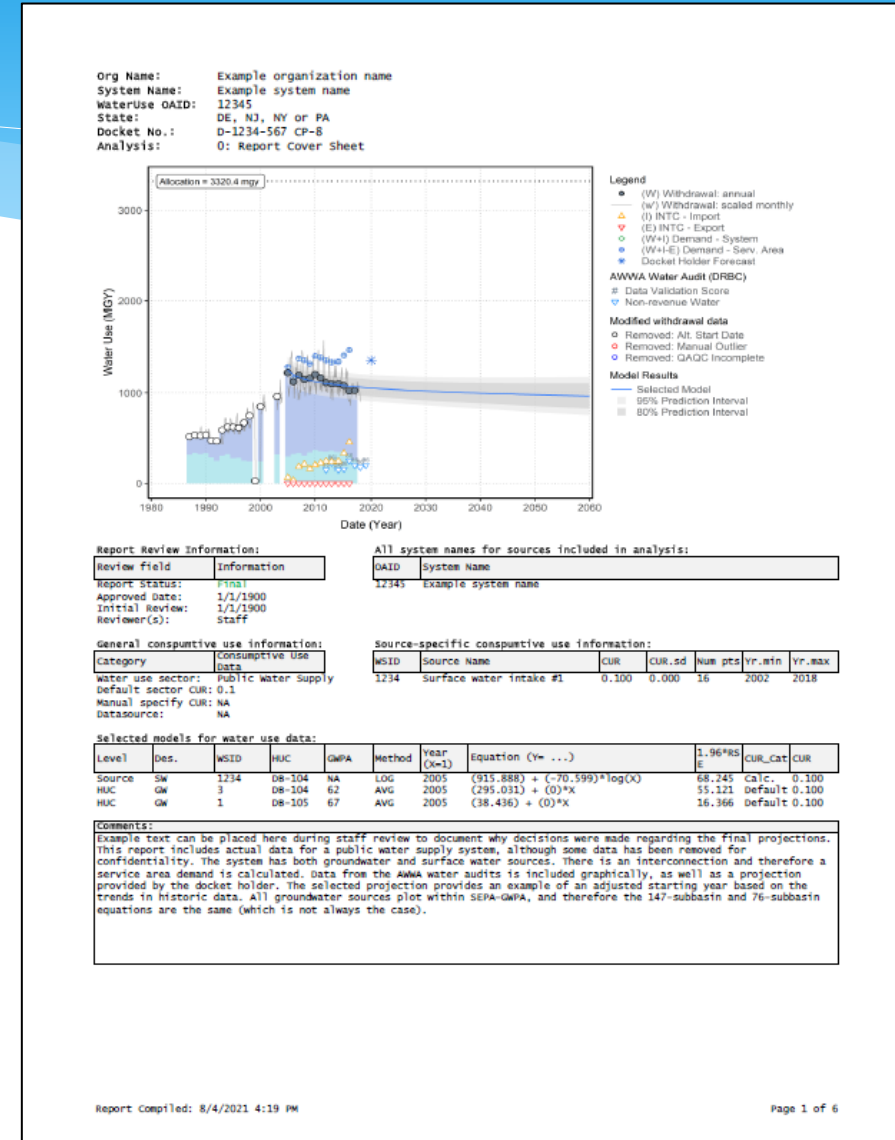 Org Name: Example organization name
System Name: Example system name
WaterUse OAID: 12345
State: DE, NJ, NY or PA
Docket No.: D-1234-567 CP-8
Analysis: 0: Report Cover Sheet
Allocation = 3320.4 mgy
Water Use (MGY)
3000
2000
1000
0
1980 1990 2000 2010 2020 2030 2040 2050 2060
Date (Year)
Legend
(W) Withdrawal: annual
(w') Withdrawal: scaled monthly
(I) INTC - Import
(E) INTC - Export
(W+I) Demand - System
(W+I-E) Demand - Serv. Area
Docket Holder Forecast
AWWA Water Audit (DRBC)
# Data Validation Score
Non-revenue Water
Modified withdrawal data
Removed: Alt. Start Date
Removed: Manual Outlier
Removed: QAQC Incomplete
Model Results
Selected Model
95% Prediction Interval
80% Prediction Interval
Report Review Information:
Review field Information
Report Status: Final
Approved Date: 1/1/1900
Initial Review: 1/1/1900
Reviewer(s): Staff
All system names for sources included in analysis:
OAID System Name
12345 Example system name
General conspumtive use information:
Category Consumptive Use Data
Water use sector: Public Water Supply
Default sector CUR: 0.1
Manual specify CUR: NA
Datasource: NA
Source-specific conspumtive use information:
WSID Source Name CUR CUR.sd Num pts Yr.min Yr.max
1234 Surface water intake #1 0.100 0.000 16 2002 2018
Selected models for water use data:
Level Des. WSID HUC GWPA Method Year (X=1) Equation (Y= ...) 1.96*RSE CUR_Cat CUR
Source SW 1234 DB-104 NA LOG 2005 (915.888) + (-70.599)*log(X) 68.245 Calc. 0.100
HUC GW 3 DB-104 62 AVG 2005 (295.031) + (0)*X 55.121 Default 0.100
HUC GW 1 DB-105 67 AVG 2005 (38.436) + (0)*X 16.366 Default 0.100
Comments:
Example text can be placed here during staff review to document why decisions were made regarding the final projections.
This report includes actual data for a public water supply system, although some data has been removed for
confidentiality. The system has both groundwater and surface water sources. There is an interconnection and therefore a
service area demand is calculated. Data from the AWWA water audits is included graphically, as well as a projection
provided by the docket holder. The selected projection provides an example of an adjusted starting year based on the
trends in historic data. All groundwater sources plot within SEPA-GWPA, and therefore the 147-subbasin and 76-subbasin
equations are the same (which is not always the case).
Report Compiled: 8/4/2021 4:19 PM
Page 1 of 6